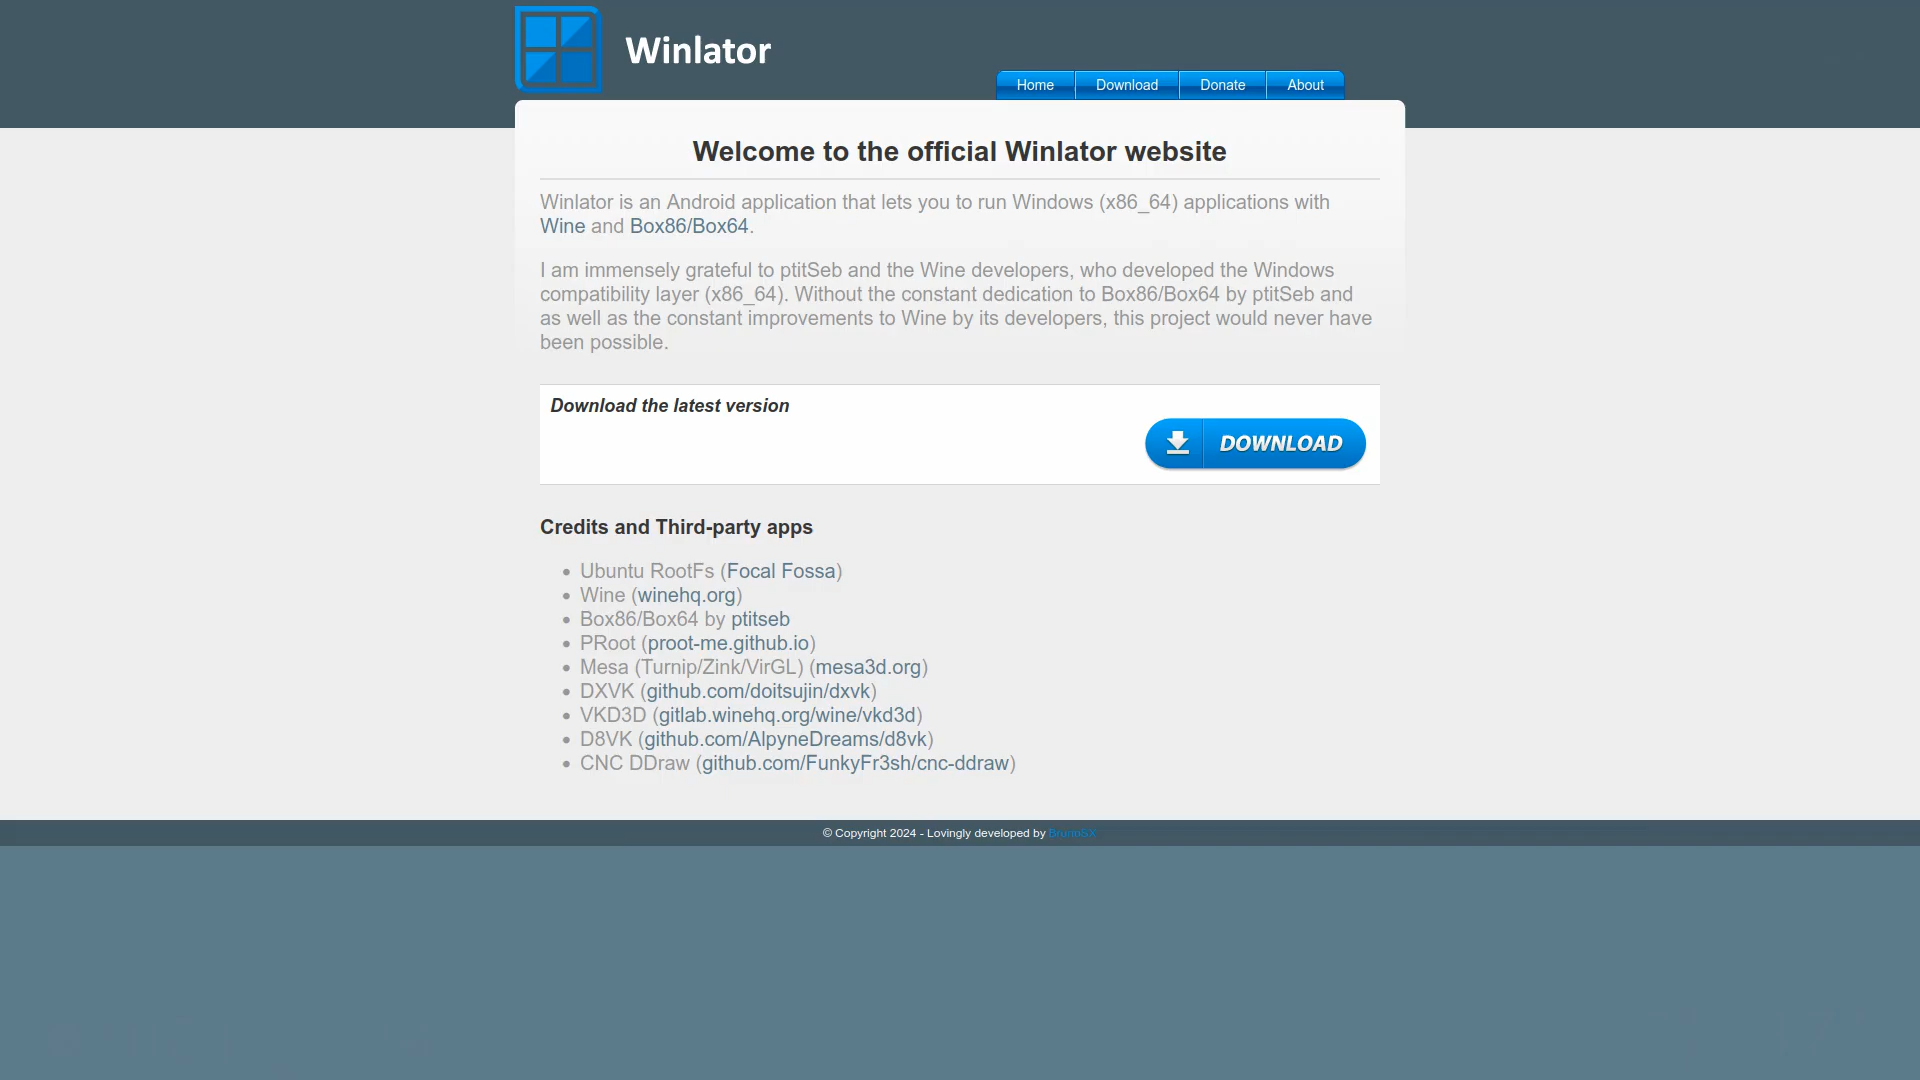 Winlator
Home
Download
Donate
About
Welcome to the official Winlator website
Winlator is an Android application that lets you to run Windows (x86_64) applications with
Wine and Box86/Box64.
I am immensely grateful to ptitSeb and the Wine developers, who developed the Windows
compatibility layer (x86_64). Without the constant dedication to Box86/Box64 by ptitSeb and
as well as the constant improvements to Wine by its developers, this project would never have
been possible.
Download the latest version
DOWNLOAD
Credits and Third-party apps
Ubuntu RootFs (Focal Fossa)
Wine (winehq.org)
Box86/Box64 by ptitseb
PRoot (proot-me.github.io)
Mesa (Turnip/Zink/VirGL) (mesa3d.org)
DXVK (github.com/doitsujin/dxvk)
VKD3D (gitlab.winehq.org/wine/vkd3d)
D8VK (github.com/AlpyneDreams/d8vk)
CNC DDraw (github.com/FunkyFr3sh/cnc-ddraw)
© Copyright 2024 - Lovingly developed by BrunoSX